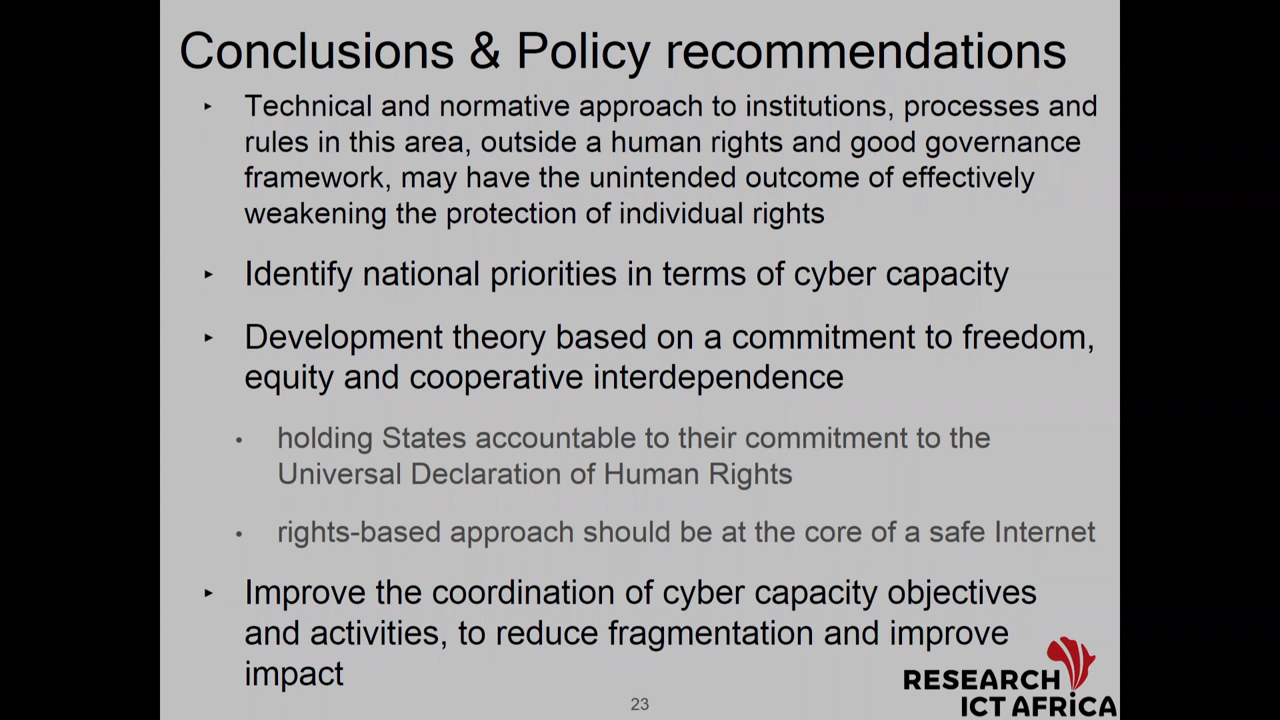 Conclusions & Policy recommendations
‣ Technical and normative approach to institutions, processes and
rules in this area, outside a human rights and good governance
framework, may have the unintended outcome of effectively
weakening the protection of individual rights
‣ Identify national priorities in terms of cyber capacity
‣ Development theory based on a commitment to freedom,
equity and cooperative interdependence
• holding States accountable to their commitment to the
Universal Declaration of Human Rights
• rights-based approach should be at the core of a safe Internet
‣ Improve the coordination of cyber capacity objectives
and activities, to reduce fragmentation and improve
impact
23
RESEARCH
ICT AFRiCA